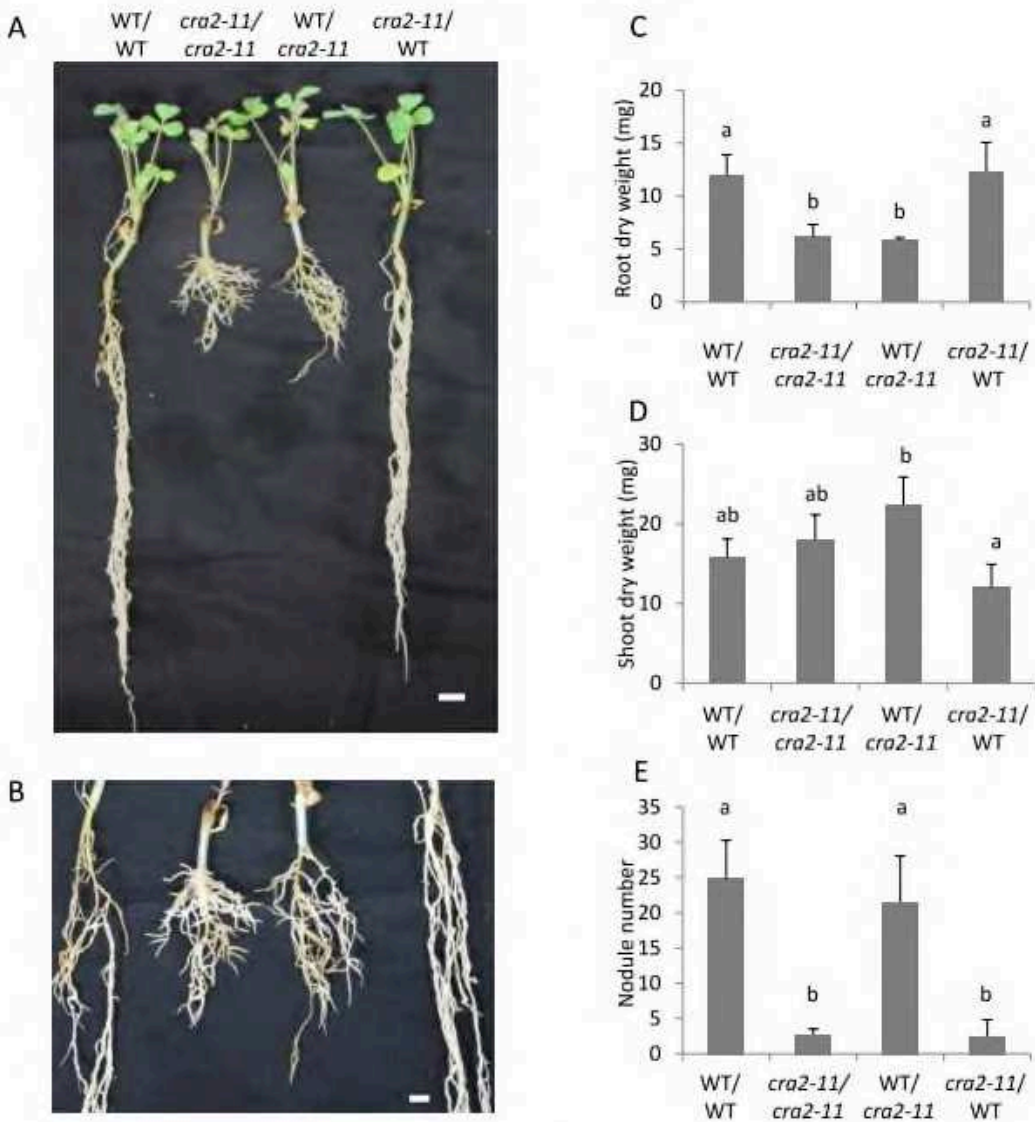 A
WT/ cra2-11/ WT/ cra2-11/
WT cra2-11 cra2-11 WT
B
C
Root dry weight (mg)
20
15
10
5
0
a
b
b
a
WT/ cra2-11/ WT/ cra2-11/
WT cra2-11 cra2-11 WT
D
Shoot dry weight (mg)
30
20
10
0
ab
ab
b
a
WT/ cra2-11/ WT/ cra2-11/
WT cra2-11 cra2-11 WT
E
Nodule number
35
30
25
20
15
10
5
0
a
b
a
b
WT/ cra2-11/ WT/ cra2-11/
WT cra2-11 cra2-11 WT